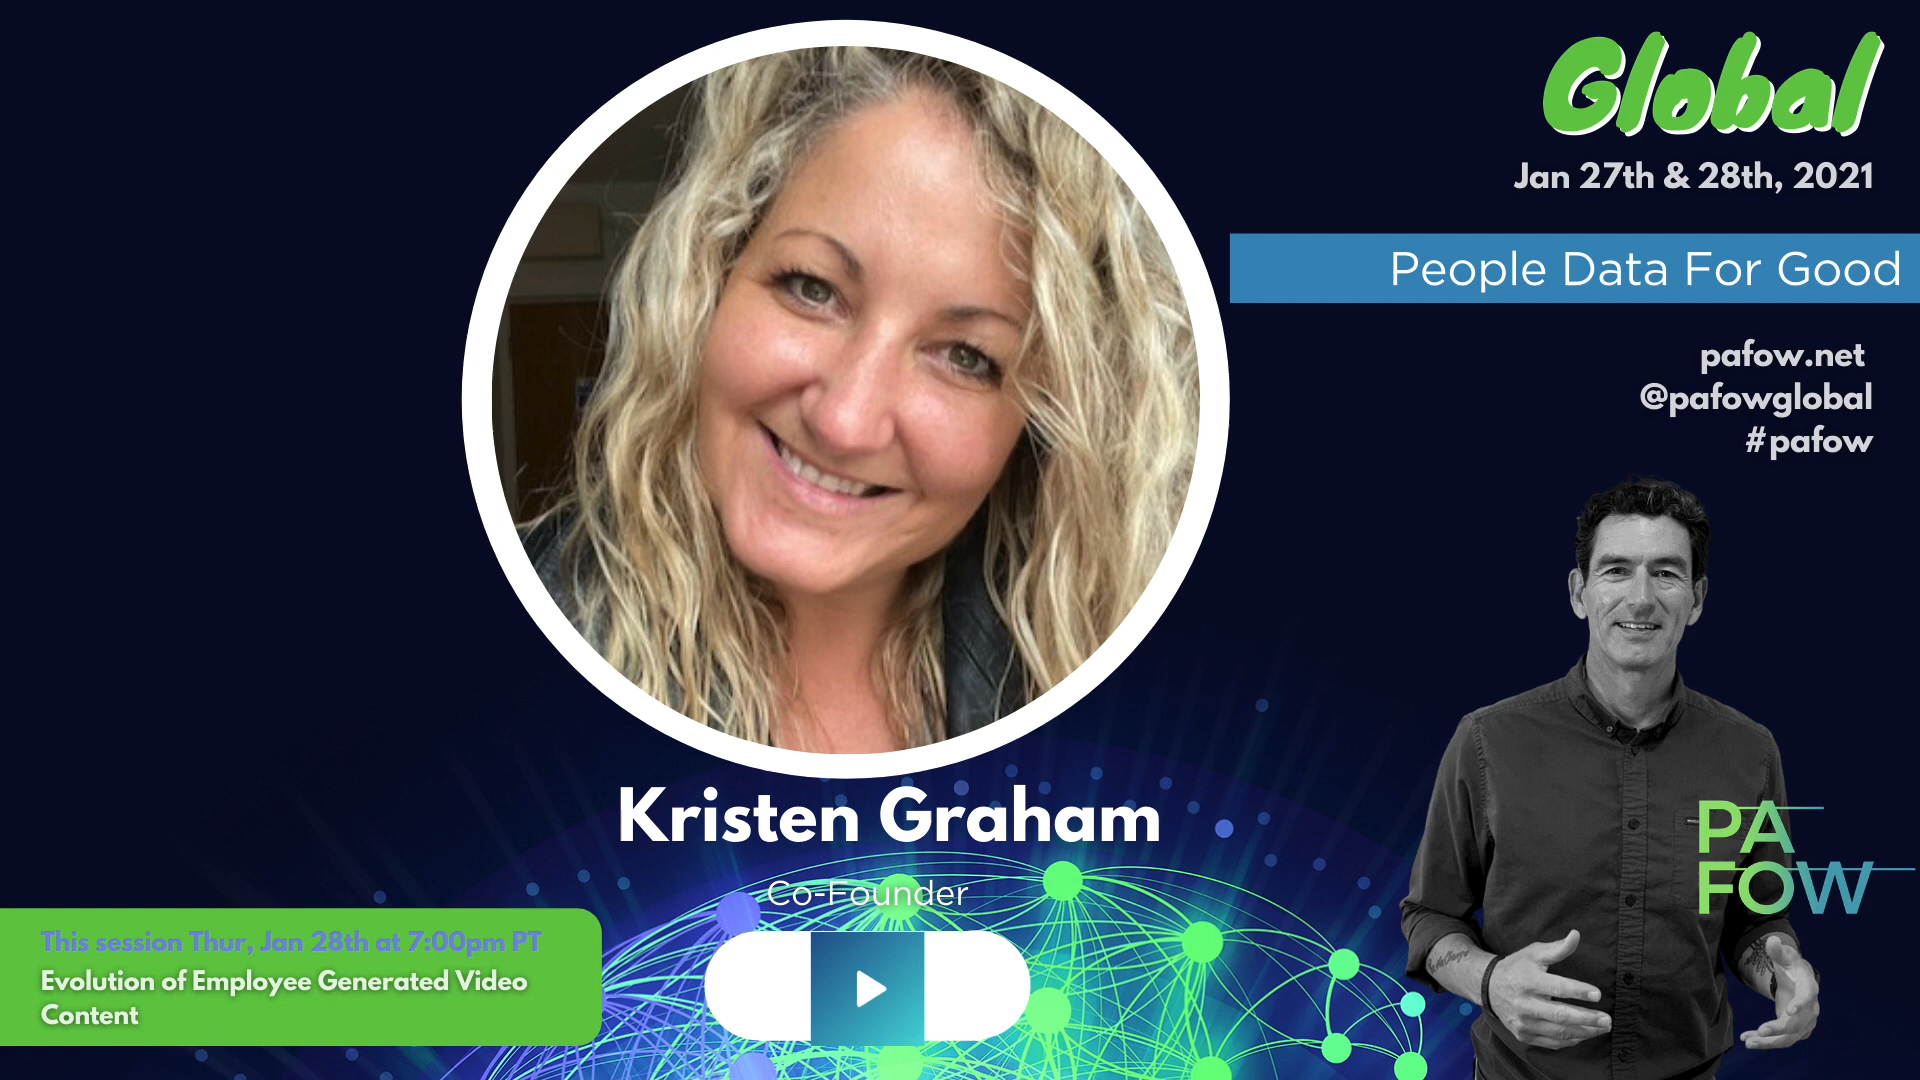 Global
Jan 27th & 28th, 2021
People Data For Good
pafow.net
@pafowglobal
#pafow
Kristen Graham
Co-Founder
This session Thur, Jan 28th at 7:00pm PT
Evolution of Employee Generated Video
Content
PA
FOW